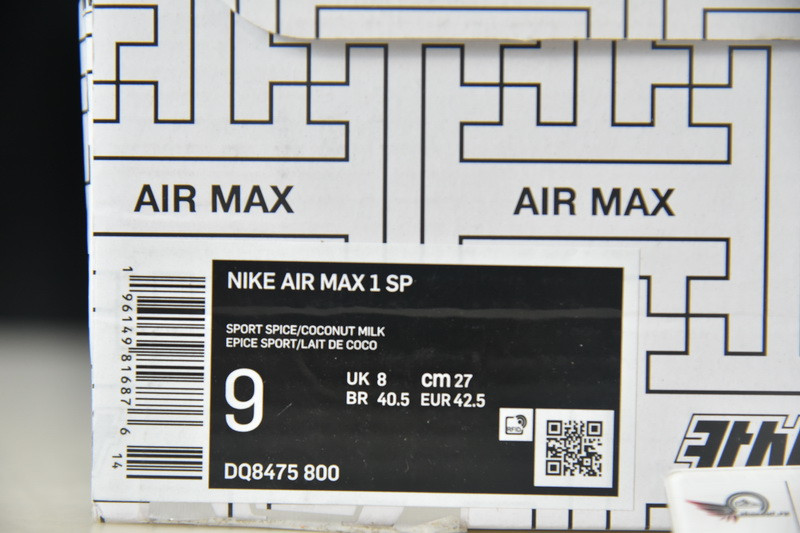 AIR MAX
AIR MAX
NIKE AIR MAX 1 SP
SPORT SPICE/COCONUT MILK
EPICE SPORT/LAIT DE COCO
9
UK 8 cm 27
BR 40.5 EUR 42.5
RFID
DQ8475 800
1 96149 81687 6 14